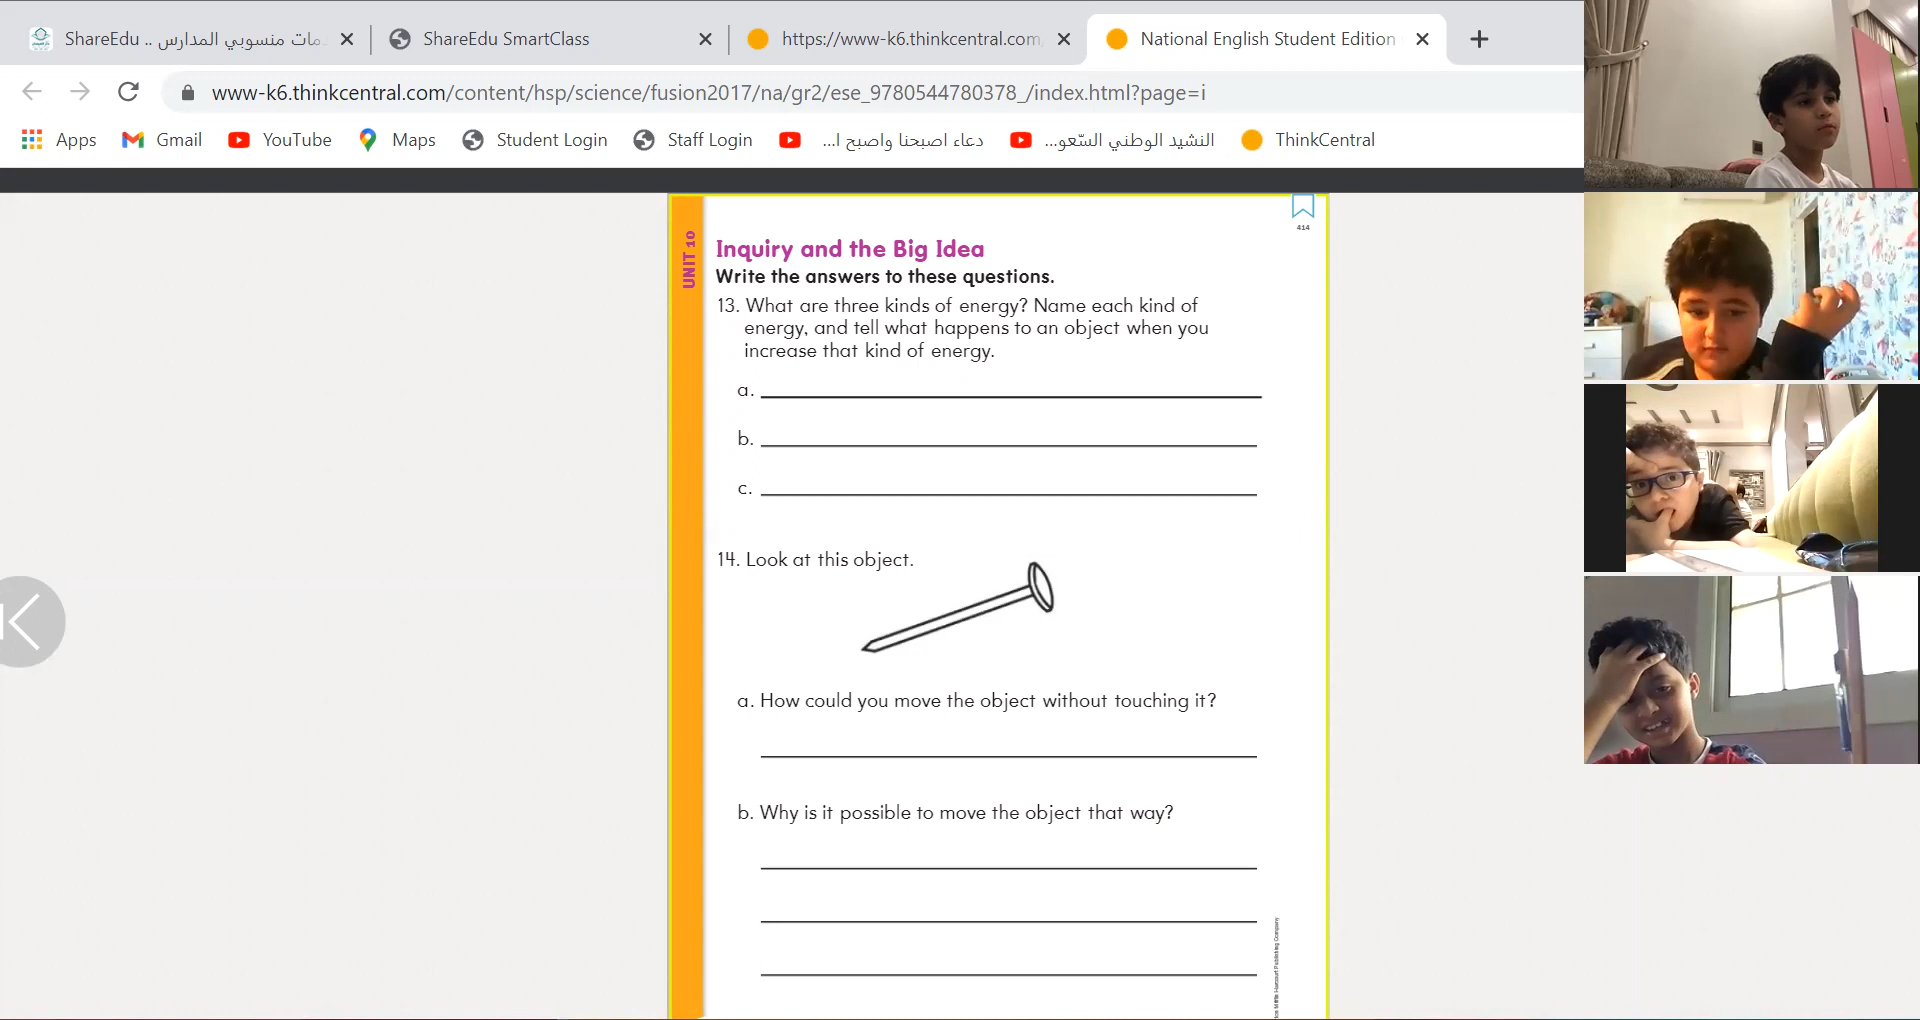 ShareEdu .. خدمات منسوبي المدارس
ShareEdu SmartClass
https://www-k6.thinkcentral.com/
National English Student Edition
www-k6.thinkcentral.com/content/hsp/science/fusion2017/na/gr2/ese_9780544780378_/index.html?page=i
Apps
Gmail
YouTube
Maps
Student Login
Staff Login
دعاء اصبحنا واصبح ا...
النشيد الوطني السّعو...
ThinkCentral
414
UNIT 10
Inquiry and the Big Idea
Write the answers to these questions.
13. What are three kinds of energy? Name each kind of
energy, and tell what happens to an object when you
increase that kind of energy.
a.
b.
c.
14. Look at this object.
a. How could you move the object without touching it?
b. Why is it possible to move the object that way?
Harcourt Publishing Company